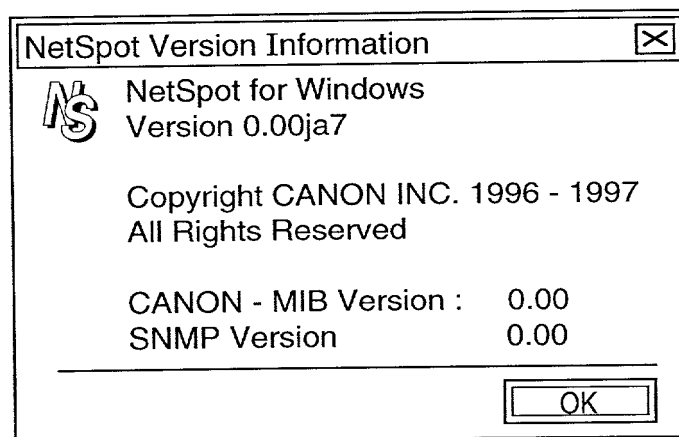 NetSpot Version Information
NS
NetSpot for Windows
Version 0.00ja7
Copyright CANON INC. 1996 - 1997
All Rights Reserved
CANON - MIB Version : 0.00
SNMP Version 0.00
OK